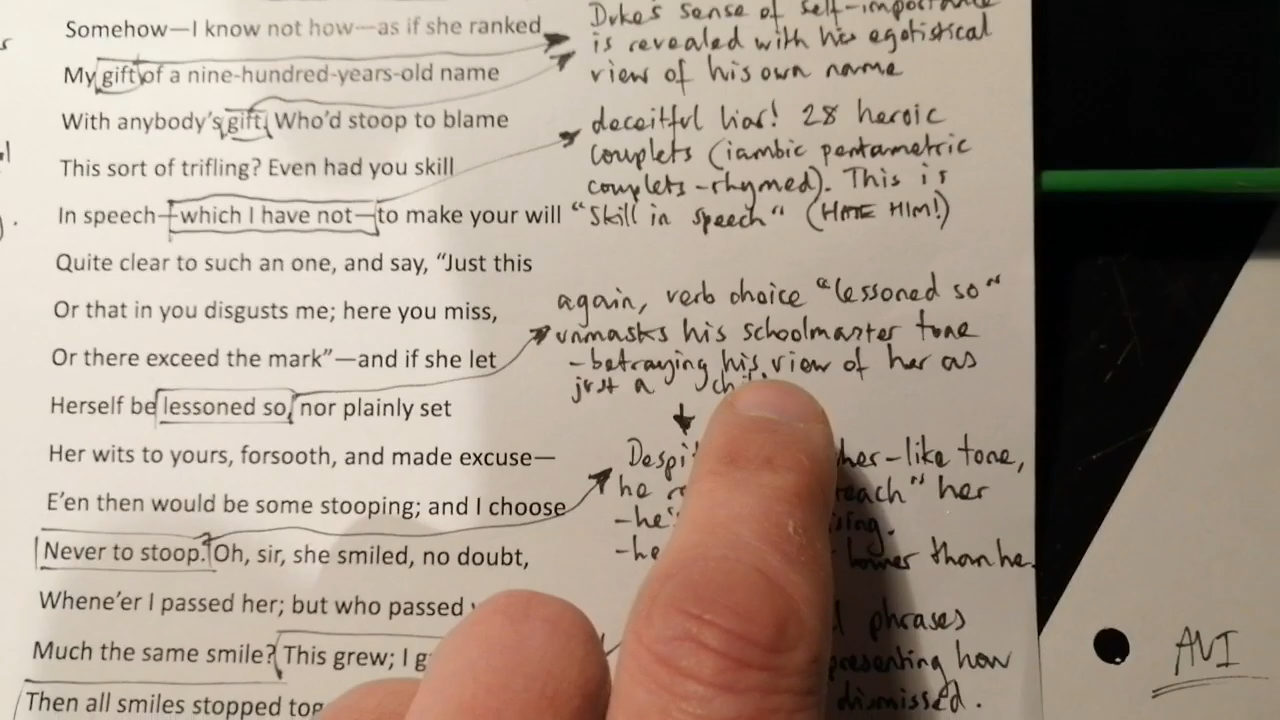 Somehow—I know not how—as if she ranked
My gift of a nine-hundred-years-old name
With anybody's gift. Who'd stoop to blame
This sort of trifling? Even had you skill
In speech—which I have not—to make your will
Quite clear to such an one, and say, “Just this
Or that in you disgusts me; here you miss,
Or there exceed the mark”—and if she let
Herself be lessoned so, nor plainly set
Her wits to yours, forsooth, and made excuse—
E'en then would be some stooping; and I choose
Never to stoop. Oh, sir, she smiled, no doubt,
Whene'er I passed her; but who passed
Much the same smile? This grew; I g
Then all smiles stopped tog
Duke's sense of self-importance
is revealed with his egotistical
view of his own name
deceitful liar! 28 heroic
couplets (iambic pentametric
couplets - rhymed). This is
"Skill in speech" (HATE HIM!)
again, verb choice "lessoned so"
unmasks his schoolmaster tone
- betraying his view of her as
just a
her-like tone,
he her
- he
- he lower than he.
phrases
how
dismissed.
AVI